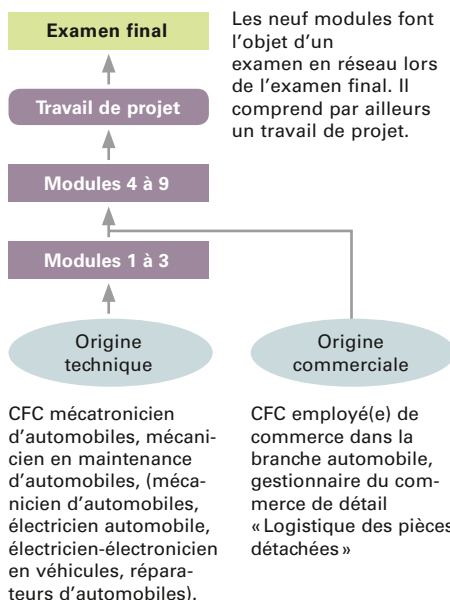 Examen final
Les neuf modules font
l'objet d'un
examen en réseau lors
de l'examen final. Il
comprend par ailleurs
un travail de projet.
Travail de projet
Modules 4 à 9
Modules 1 à 3
Origine
technique
Origine
commerciale
CFC mécatronicien
d'automobiles, mécani-
cien en maintenance
d'automobiles, (méca-
nicien d'automobiles,
électricien automobile,
électricien-électronicien
en véhicules, répara-
teurs d'automobiles).
CFC employé(e) de
commerce dans la
branche automobile,
gestionnaire du com-
merce de détail
«Logistique des pièces
détachées»